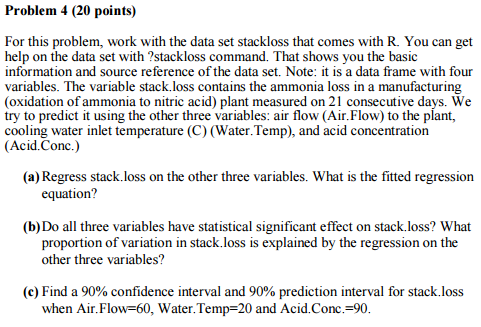 Problem 4 (20 points)
For this problem, work with the data set stackloss that comes with R. You can get
help on the data set with ?stackloss command. That shows you the basic
information and source reference of the data set. Note: it is a data frame with four
variables. The variable stack.loss contains the ammonia loss in a manufacturing
(oxidation of ammonia to nitric acid) plant measured on 21 consecutive days. We
try to predict it using the other three variables: air flow (Air.Flow) to the plant,
cooling water inlet temperature (C) (Water.Temp), and acid concentration
(Acid.Conc.)
(a) Regress stack.loss on the other three variables. What is the fitted regression
equation?
(b) Do all three variables have statistical significant effect on stack.loss? What
proportion of variation in stack.loss is explained by the regression on the
other three variables?
(c) Find a 90% confidence interval and 90% prediction interval for stack.loss
when Air.Flow=60, Water.Temp=20 and Acid.Conc.=90.